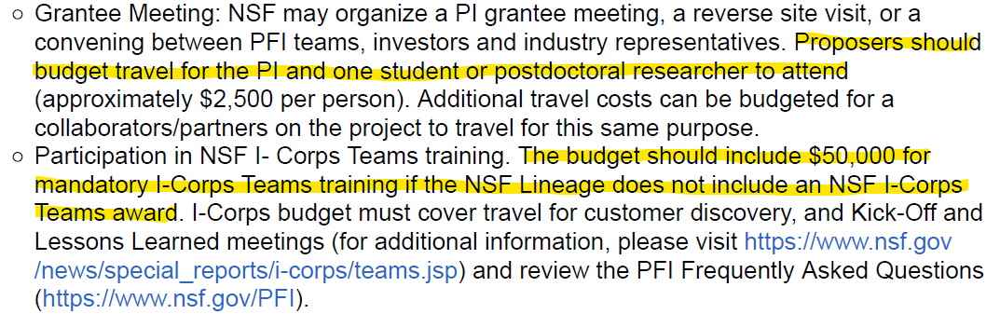 Grantee Meeting: NSF may organize a PI grantee meeting, a reverse site visit, or a
convening between PFI teams, investors and industry representatives. Proposers should
budget travel for the PI and one student or postdoctoral researcher to attend
(approximately $2,500 per person). Additional travel costs can be budgeted for a
collaborators/partners on the project to travel for this same purpose.
Participation in NSF I- Corps Teams training. The budget should include $50,000 for
mandatory I-Corps Teams training if the NSF Lineage does not include an NSF I-Corps
Teams award. I-Corps budget must cover travel for customer discovery, and Kick-Off and
Lessons Learned meetings (for additional information, please visit https://www.nsf.gov
/news/special_reports/i-corps/teams.jsp) and review the PFI Frequently Asked Questions
(https://www.nsf.gov/PFI).